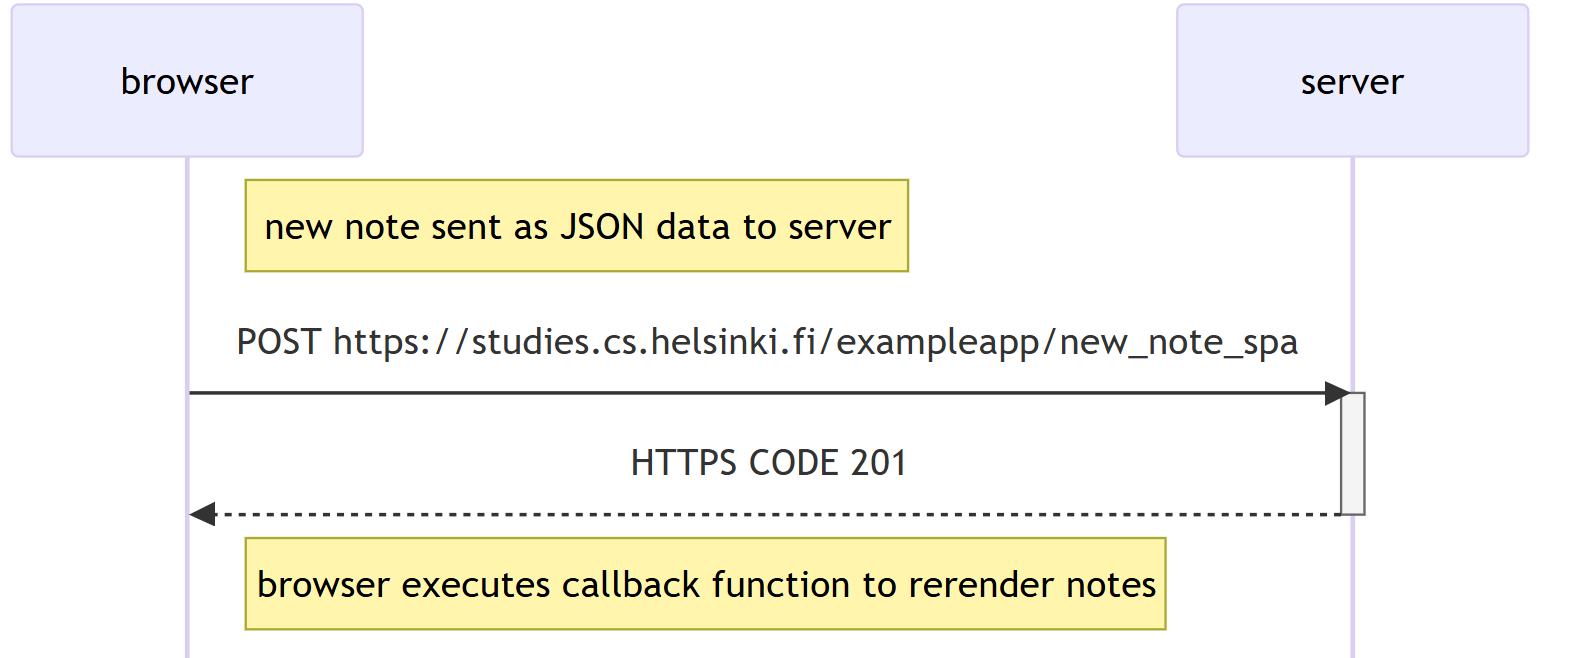 browser
server
new note sent as JSON data to server
POST https://studies.cs.helsinki.fi/exampleapp/new_note_spa
HTTPS CODE 201
browser executes callback function to rerender notes